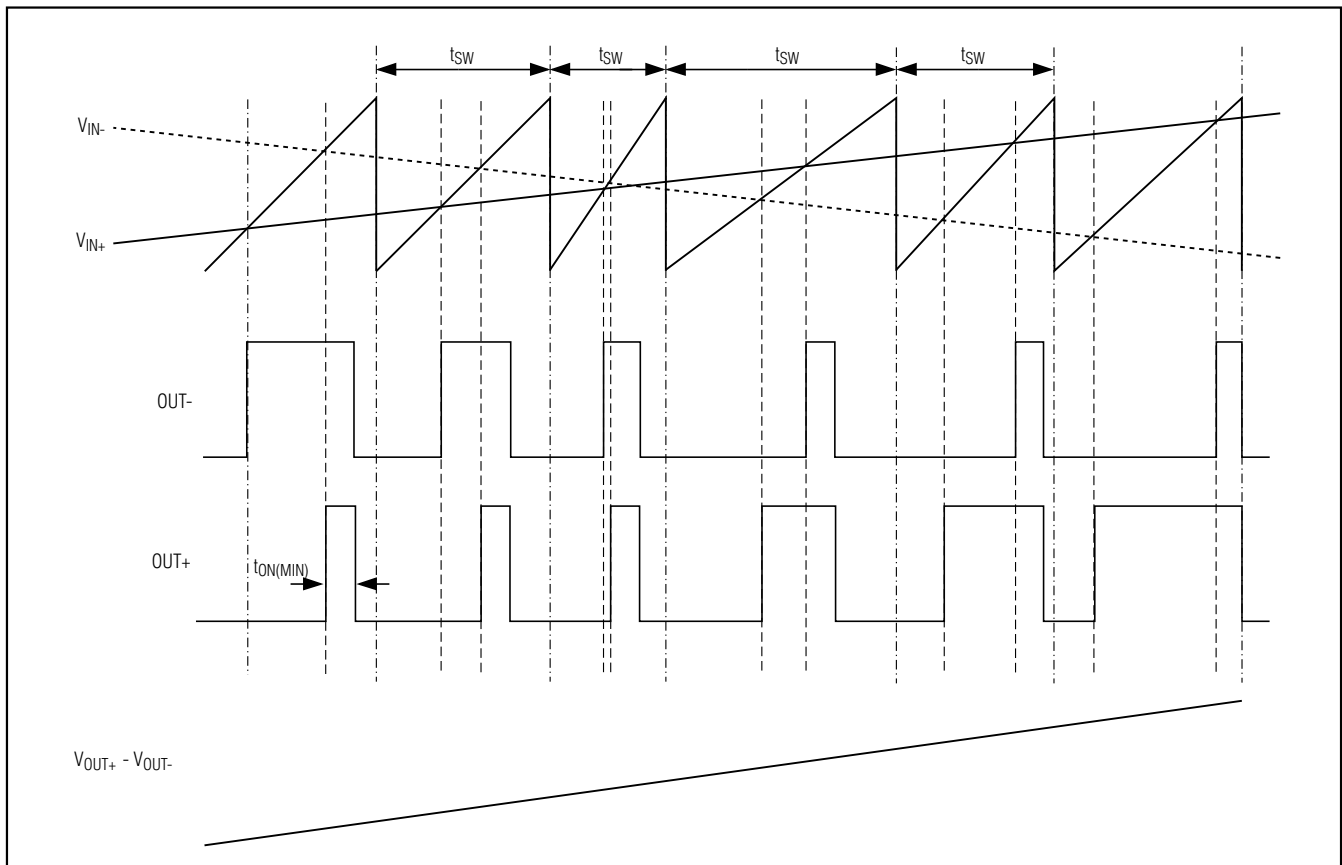 tSW tSW tSW tSW
VIN-
VIN+
OUT-
OUT+
tON(MIN)
VOUT+ - VOUT-